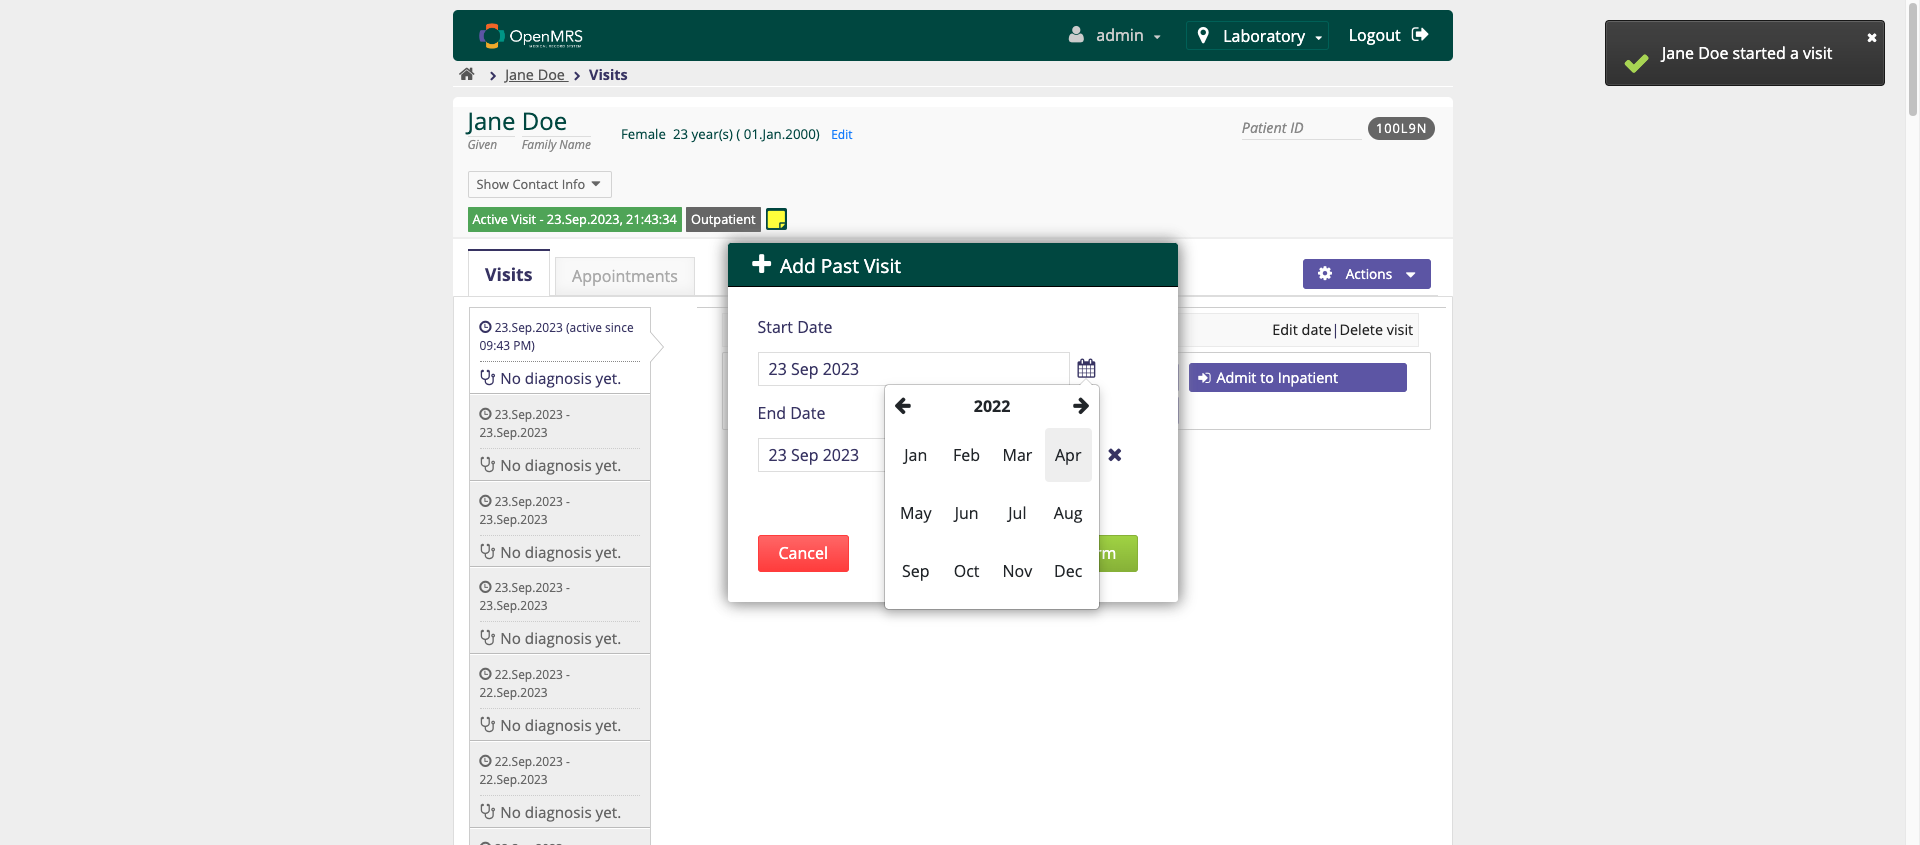 OpenMRS
admin
Laboratory
Logout
Jane Doe started a visit
Jane Doe
Visits
Jane Doe
Given
Family Name
Female 23 year(s) ( 01.Jan.2000) Edit
Patient ID
100L9N
Show Contact Info
Active Visit - 23.Sep.2023, 21:43:34
Outpatient
Visits
Appointments
Actions
23.Sep.2023 (active since
09:43 PM)
No diagnosis yet.
23.Sep.2023 -
23.Sep.2023
No diagnosis yet.
23.Sep.2023 -
23.Sep.2023
No diagnosis yet.
23.Sep.2023 -
23.Sep.2023
No diagnosis yet.
22.Sep.2023 -
22.Sep.2023
No diagnosis yet.
22.Sep.2023 -
22.Sep.2023
No diagnosis yet.
Edit date|Delete visit
Admit to Inpatient
Add Past Visit
Start Date
23 Sep 2023
End Date
23 Sep 2023
2022
Jan Feb Mar Apr
May Jun Jul Aug
Sep Oct Nov Dec
Cancel
rm